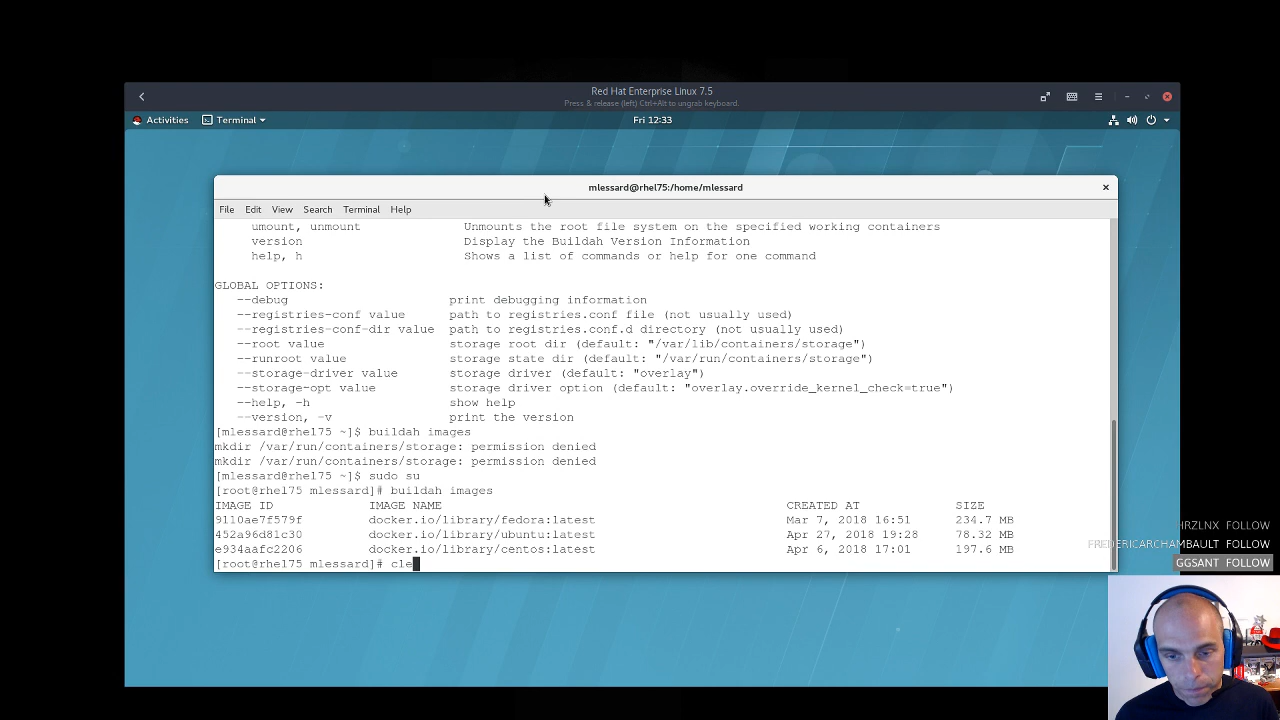 Red Hat Enterprise Linux 7.5
Press & release (left) Ctrl+Alt to ungrab keyboard.
Activities Terminal Fri 12:33
mlessard@rhel75:/home/mlessard
File Edit View Search Terminal Help
umount, unmount Unmounts the root file system on the specified working containers
version Display the Buildah Version Information
help, h Shows a list of commands or help for one command
GLOBAL OPTIONS:
--debug print debugging information
--registries-conf value path to registries.conf file (not usually used)
--registries-conf-dir value path to registries.conf.d directory (not usually used)
--root value storage root dir (default: "/var/lib/containers/storage")
--runroot value storage state dir (default: "/var/run/containers/storage")
--storage-driver value storage driver (default: "overlay")
--storage-opt value storage driver option (default: "overlay.override_kernel_check=true")
--help, -h show help
--version, -v print the version
[mlessard@rhel75 ~]$ buildah images
mkdir /var/run/containers/storage: permission denied
mkdir /var/run/containers/storage: permission denied
[mlessard@rhel75 ~]$ sudo su
[root@rhel75 mlessard]# buildah images
IMAGE ID IMAGE NAME CREATED AT SIZE
9110ae7f579f docker.io/library/fedora:latest Mar 7, 2018 16:51 234.7 MB
452a96d81c30 docker.io/library/ubuntu:latest Apr 27, 2018 19:28 78.32 MB
e934aafc2206 docker.io/library/centos:latest Apr 6, 2018 17:01 197.6 MB
[root@rhel75 mlessard]# cle
HRZLNX FOLLOW
FREDERICARCHAMBAULT FOLLOW
GGSANT FOLLOW